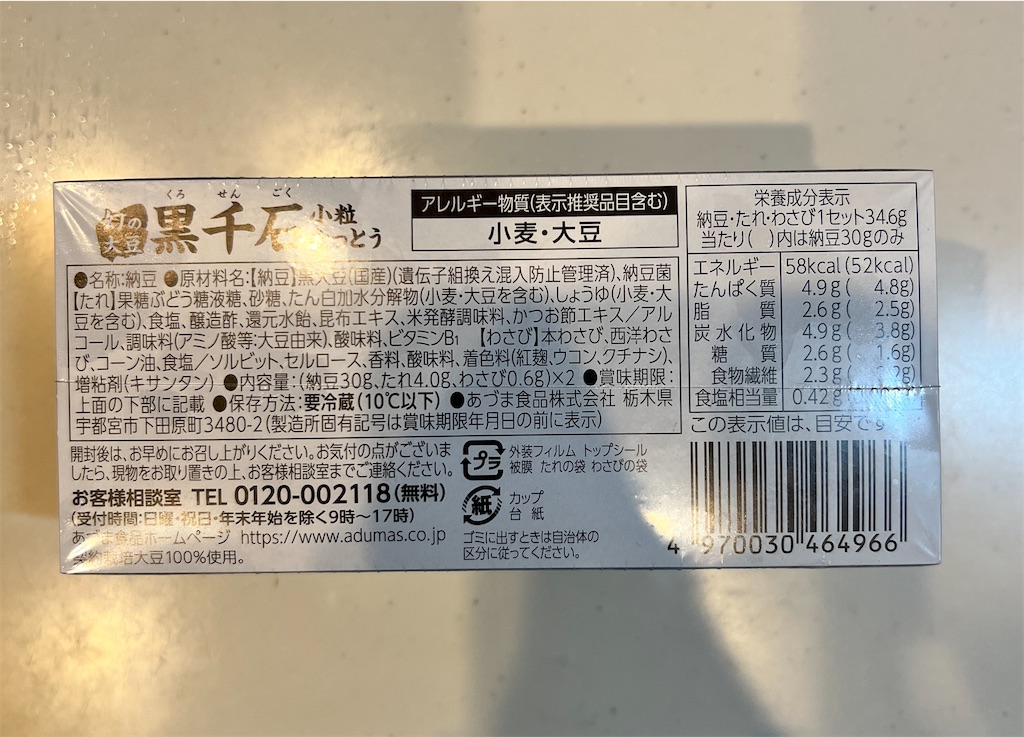 くろ せん ごく
黒千石 小粒
アレルギー物質(表示推奨品目含む)
小麦・大豆
●名称:納豆 ●原材料名:【納豆】黒大豆(国産)(遺伝子組換え混入防止管理済)、納豆菌
【たれ】果糖ぶどう糖液糖、砂糖、たん白加水分解物(小麦・大豆を含む)、しょうゆ(小麦・大
豆を含む)、食塩、醸造酢、還元水飴、昆布エキス、米発酵調味料、かつお節エキス/アル
コール、調味料(アミノ酸等:大豆由来)、酸味料、ビタミンB₁ 【わさび】本わさび、西洋わさ
び、コーン油、食塩/ソルビット、セルロース、香料、酸味料、着色料(紅麹、ウコン、クチナシ)、
増粘剤(キサンタン) ●内容量:(納豆30g、たれ4.0g、わさび0.6g)×2 ●賞味期限:
上面の下部に記載 ●保存方法:要冷蔵(10℃以下) ●あづま食品株式会社 栃木県
宇都宮市下田原町3480-2(製造所固有記号は賞味期限年月日の前に表示)
開封後は、お早めにお召し上がりください。お気付の点がございま
したら、現物をお取り置きの上、お客様相談室までご連絡ください。
お客様相談室 TEL 0120-002118(無料)
(受付時間:日曜・祝日・年末年始を除く9時〜17時)
あづま食品ホームページ https://www.adumas.co.jp
契約栽培大豆100%使用。
プラ
外装フィルム トップシール
被膜 たれの袋 わさびの袋
紙
カップ
台紙
ゴミに出すときは自治体の
区分に従ってください。
栄養成分表示
納豆・たれ・わさび1セット34.6g
当たり( )内は納豆30gのみ
エネルギー 58kcal (52kcal)
たんぱく質 4.9g ( 4.8g)
脂質 2.6g ( 2.5g)
炭水化物 4.9g ( 3.8g)
糖質 2.6g ( 1.6g)
食物繊維 2.3g (
食塩相当量 0.42g
この表示値は、目安です
4 970030 464966